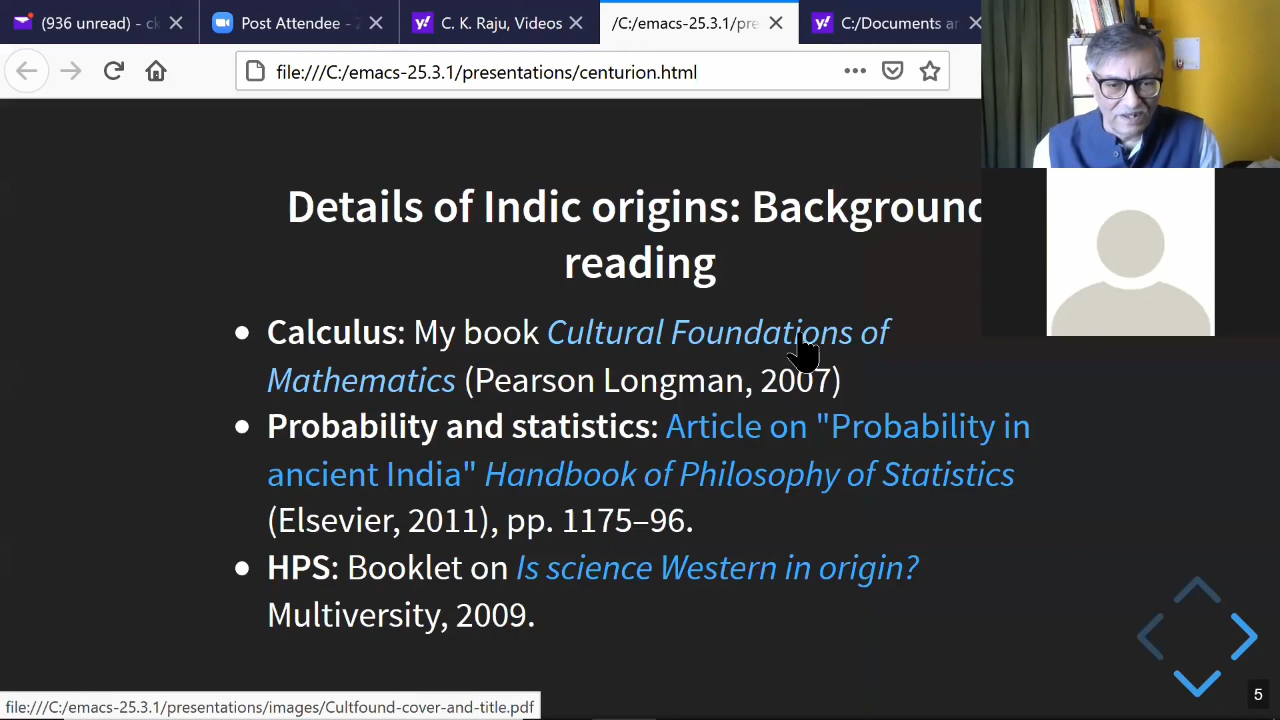 (936 unread) - ck
Post Attendee - Z
C. K. Raju, Videos
/C:/emacs-25.3.1/pre
C:/Documents ar
file:///C:/emacs-25.3.1/presentations/centurion.html
Details of Indic origins: Background
reading
• Calculus: My book Cultural Foundations of
Mathematics (Pearson Longman, 2007)
• Probability and statistics: Article on "Probability in
ancient India" Handbook of Philosophy of Statistics
(Elsevier, 2011), pp. 1175–96.
• HPS: Booklet on Is science Western in origin?
Multiversity, 2009.
5
file:///C:/emacs-25.3.1/presentations/images/Cultfound-cover-and-title.pdf